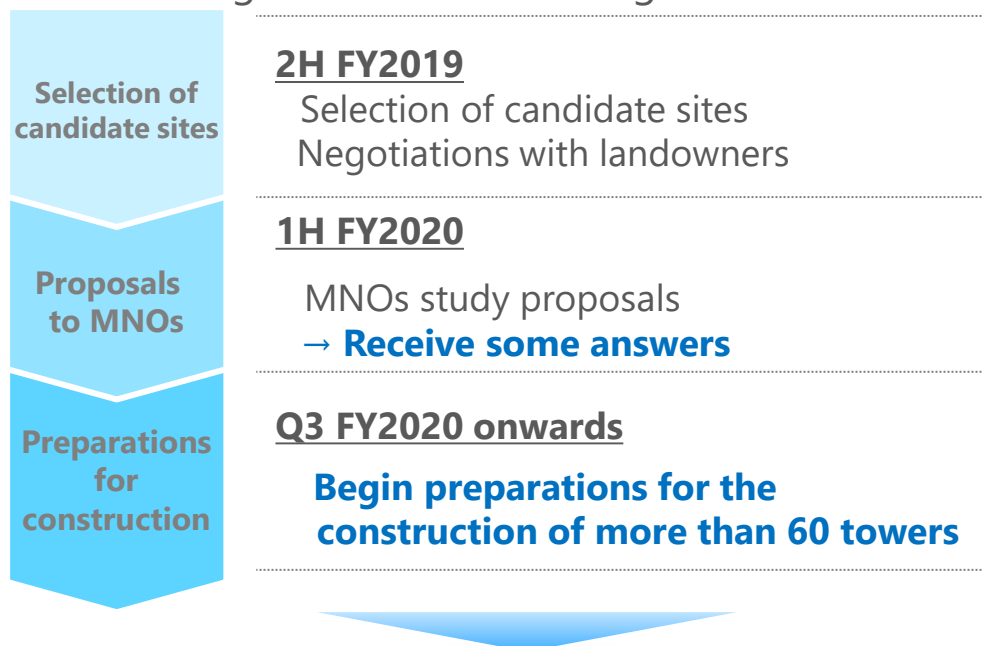 Selection of
candidate sites
2H FY2019
Selection of candidate sites
Negotiations with landowners
Proposals
to MNOs
1H FY2020
MNOs study proposals
→ Receive some answers
Preparations
for
construction
Q3 FY2020 onwards
Begin preparations for the
construction of more than 60 towers